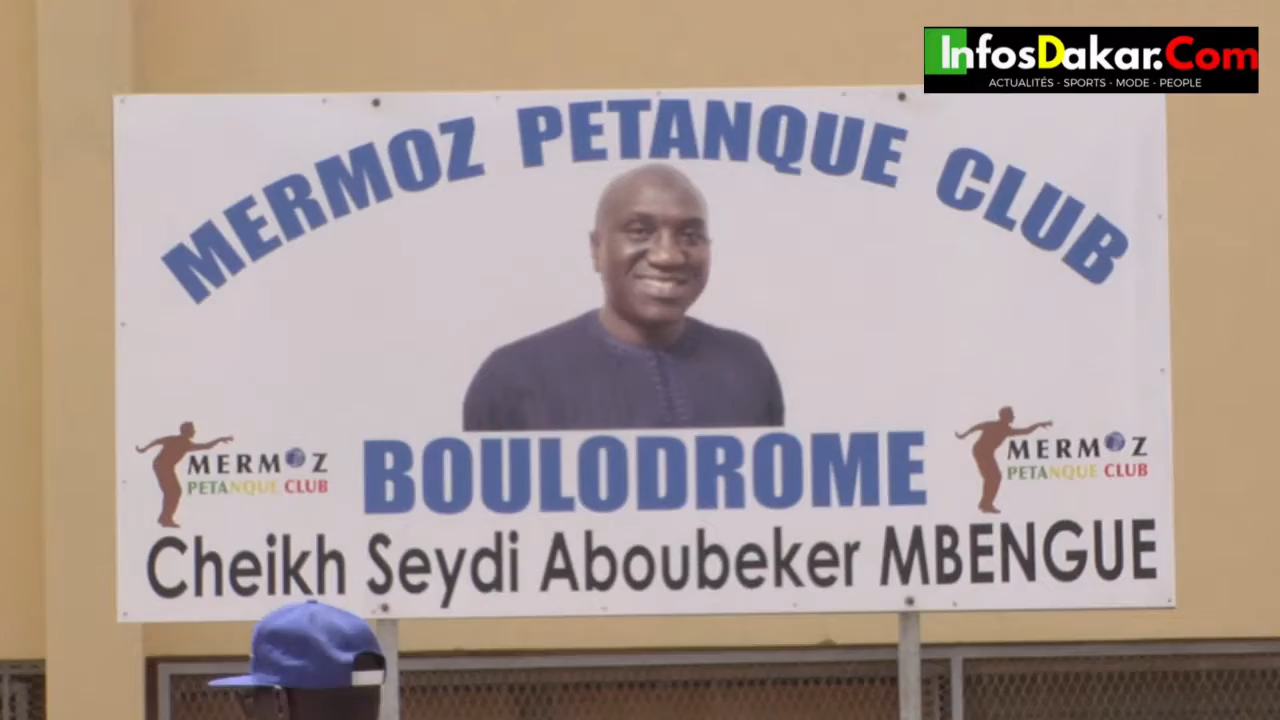 InfosDakar.Com
ACTUALITÉS - SPORTS - MODE - PEOPLE
MERMOZ PETANQUE CLUB
MERMOZ
PETANQUE CLUB
BOULODROME
MERMOZ
PETANQUE CLUB
Cheikh Seydi Aboubeker MBENGUE